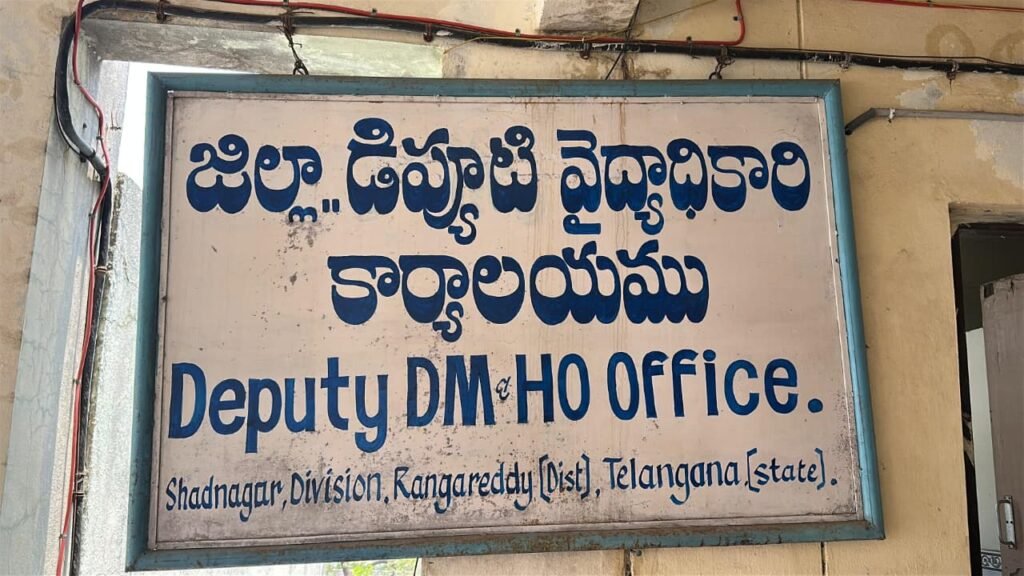 జిల్లా.. డిప్యూటి వైద్యాధికారి
కార్యాలయము
Deputy DM & HO Office.
Shadnagar, Division, Rangareddy [Dist], Telangana [state].